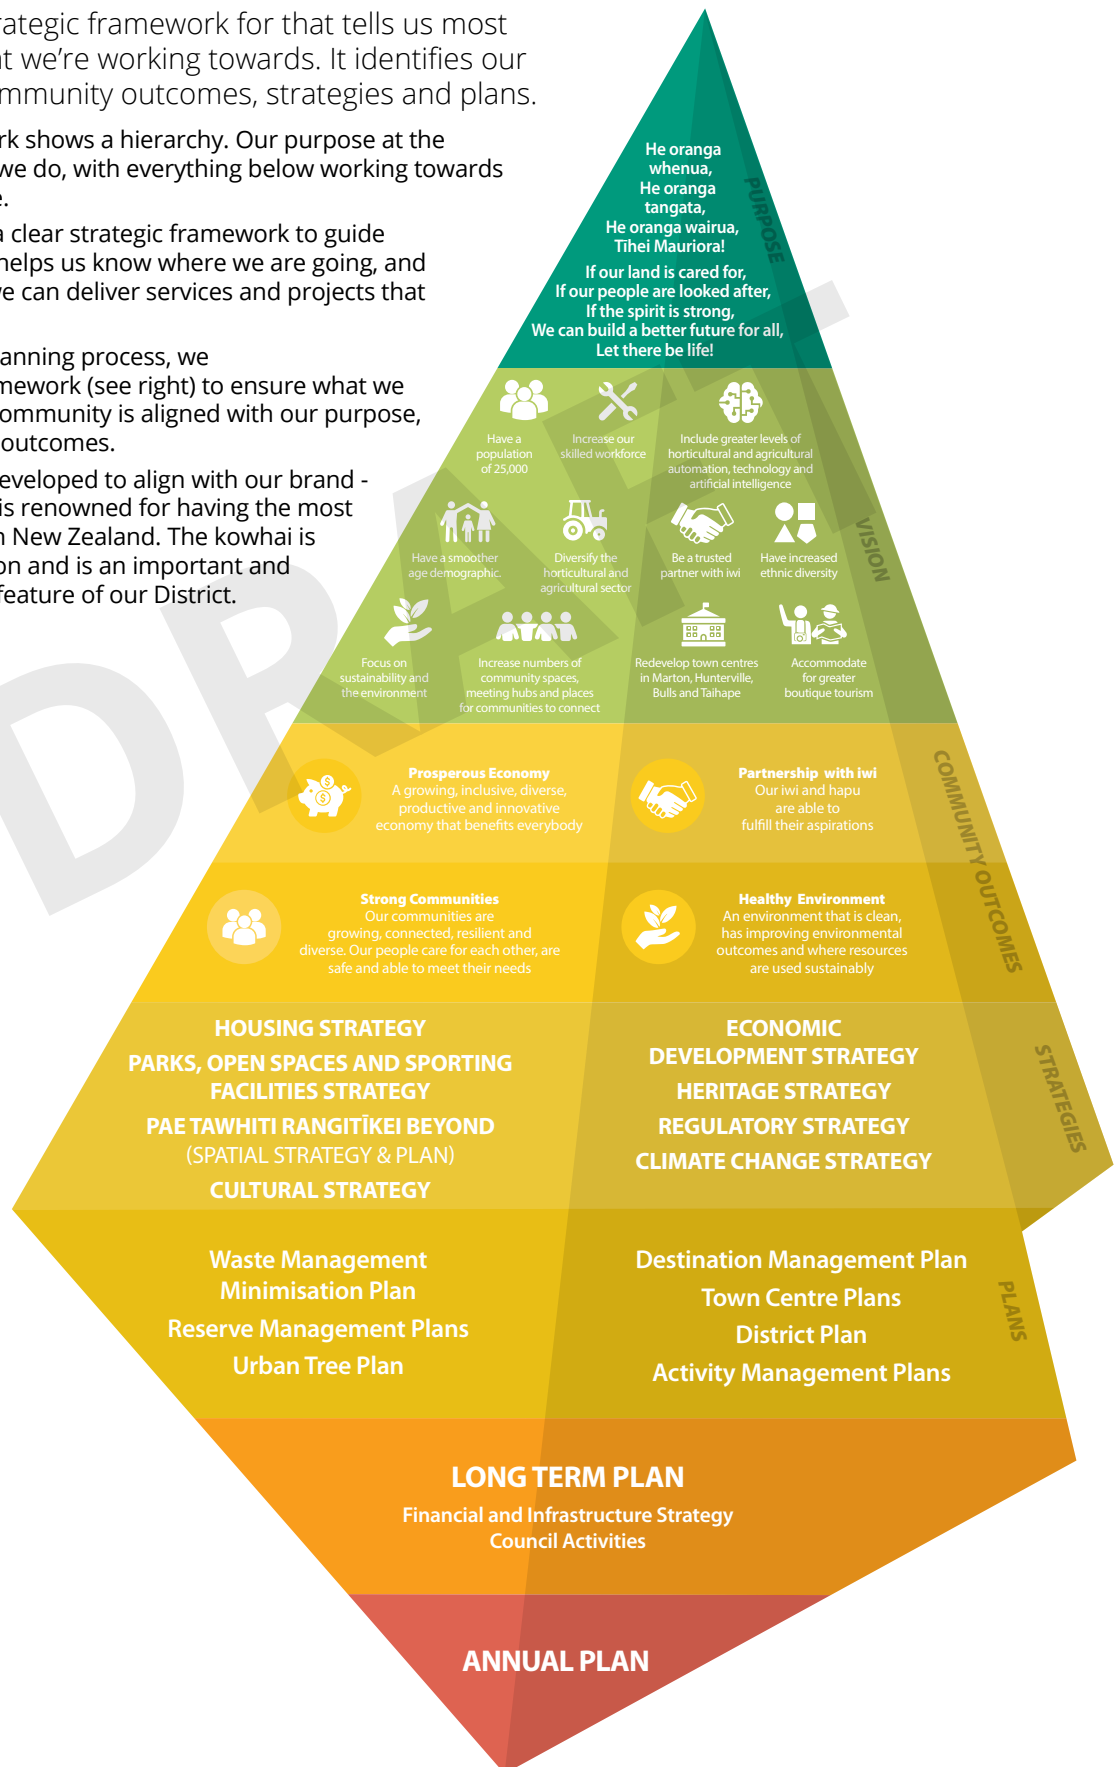 rategic framework for that tells us most
at we’re working towards. It identifies our
ommunity outcomes, strategies and plans.
rk shows a hierarchy. Our purpose at the
we do, with everything below working towards
e.
a clear strategic framework to guide
helps us know where we are going, and
we can deliver services and projects that
lanning process, we
mework (see right) to ensure what we
ommunity is aligned with our purpose,
outcomes.
eveloped to align with our brand -
is renowned for having the most
n New Zealand. The kowhai is
on and is an important and
feature of our District.
DRAFT
He oranga
whenua,
He oranga
tangata,
He oranga wairua,
Tīhei Mauriora!
If our land is cared for,
If our people are looked after,
If the spirit is strong,
We can build a better future for all,
Let there be life!
PURPOSE
Have a
population
of 25,000
Increase our
skilled workforce
Include greater levels of
horticultural and agricultural
automation, technology and
artificial intelligence
Have a smoother
age demographic.
Diversify the
horticultural and
agricultural sector
Be a trusted
partner with iwi
Have increased
ethnic diversity
VISION
Focus on
sustainability and
the environment
Increase numbers of
community spaces,
meeting hubs and places
for communities to connect
Redevelop town centres
in Marton, Hunterville,
Bulls and Taihape
Accommodate
for greater
boutique tourism
Prosperous Economy
A growing, inclusive, diverse,
productive and innovative
economy that benefits everybody
Partnership with iwi
Our iwi and hapu
are able to
fulfill their aspirations
COMMUNITY OUTCOMES
Strong Communities
Our communities are
growing, connected, resilient and
diverse. Our people care for each other, are
safe and able to meet their needs
Healthy Environment
An environment that is clean,
has improving environmental
outcomes and where resources
are used sustainably
HOUSING STRATEGY
PARKS, OPEN SPACES AND SPORTING
FACILITIES STRATEGY
PAE TAWHITI RANGITĪKEI BEYOND
(SPATIAL STRATEGY & PLAN)
CULTURAL STRATEGY
ECONOMIC
DEVELOPMENT STRATEGY
HERITAGE STRATEGY
REGULATORY STRATEGY
CLIMATE CHANGE STRATEGY
STRATEGIES
Waste Management
Minimisation Plan
Reserve Management Plans
Urban Tree Plan
Destination Management Plan
Town Centre Plans
District Plan
Activity Management Plans
PLANS
LONG TERM PLAN
Financial and Infrastructure Strategy
Council Activities
ANNUAL PLAN